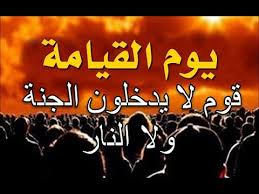 يوم القيامة
قوم لا يدخلون الجنة
ولا النار